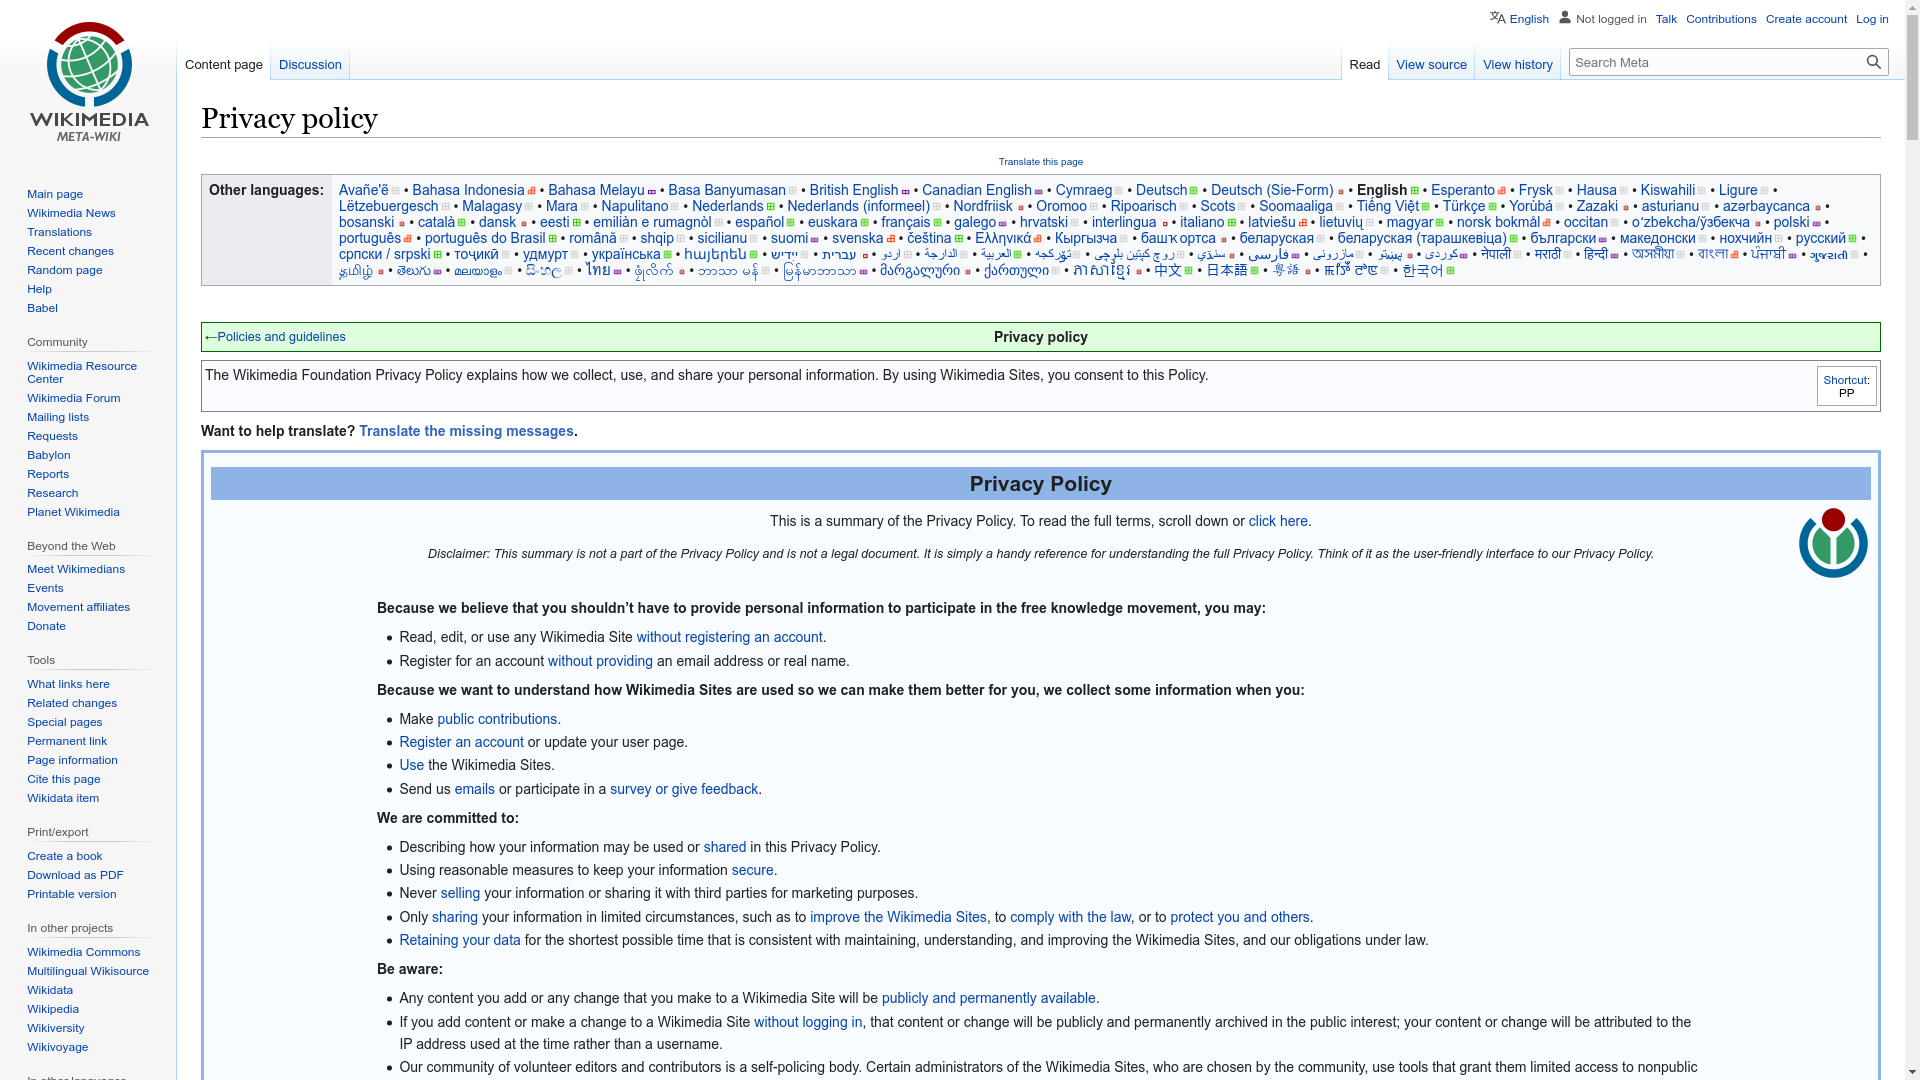 English Not logged in Talk Contributions Create account Log in
WIKIMEDIA
META-WIKI
Content page Discussion Read View source View history Search Meta
Privacy policy
Translate this page
Other languages:
Avañe'ẽ • Bahasa Indonesia • Bahasa Melayu • Basa Banyumasan • British English • Canadian English • Cymraeg • Deutsch • Deutsch (Sie-Form) • English • Esperanto • Frysk • Hausa • Kiswahili • Ligure •
Lëtzebuergesch • Malagasy • Mara • Napulitano • Nederlands • Nederlands (informeel) • Nordfriisk • Oromoo • Ripoarisch • Scots • Soomaaliga • Tiếng Việt • Türkçe • Yorùbá • Zazaki • asturianu • azərbaycanca •
bosanski • català • dansk • eesti • emiliàn e rumagnòl • español • euskara • français • galego • hrvatski • interlingua • italiano • latviešu • lietuvių • magyar • norsk bokmål • occitan • oʻzbekcha/ўзбекча • polski •
português • português do Brasil • română • shqip • sicilianu • suomi • svenska • čeština • Ελληνικά • Кыргызча • башҡортса • беларуская • беларуская (тарашкевіца) • български • македонски • нохчийн • русский •
српски / srpski • тоҷикӣ • удмурт • українська • հայերեն • ייִדיש • עברית • اردو • الدارجة • العربية • تۆرکجه • روچ کپتین بلوچی • سنڌي • فارسی • مازِرونی • پښتو • کوردی • नेपाली • मराठी • हिन्दी • অসমীয়া • বাংলা • ਪੰਜਾਬੀ • ગુજરાતી •
தமிழ் • తెలుగు • മലയാളം • සිංහල • ไทย • ၽႃႇသႃႇ • ဘာသာ မန် • မြန်မာဘာသာ • მარგალური • ქართული • ភាសាខ្មែរ • 中文 • 日本語 • 粵語 • ꯃꯤꯇꯩ ꯂꯣꯟ • 한국어
←Policies and guidelines Privacy policy
The Wikimedia Foundation Privacy Policy explains how we collect, use, and share your personal information. By using Wikimedia Sites, you consent to this Policy.
Shortcut:
PP
Want to help translate? Translate the missing messages.
Privacy Policy
This is a summary of the Privacy Policy. To read the full terms, scroll down or click here.
Disclaimer: This summary is not a part of the Privacy Policy and is not a legal document. It is simply a handy reference for understanding the full Privacy Policy. Think of it as the user-friendly interface to our Privacy Policy.
Because we believe that you shouldn't have to provide personal information to participate in the free knowledge movement, you may:
Read, edit, or use any Wikimedia Site without registering an account.
Register for an account without providing an email address or real name.
Because we want to understand how Wikimedia Sites are used so we can make them better for you, we collect some information when you:
Make public contributions.
Register an account or update your user page.
Use the Wikimedia Sites.
Send us emails or participate in a survey or give feedback.
We are committed to:
Describing how your information may be used or shared in this Privacy Policy.
Using reasonable measures to keep your information secure.
Never selling your information or sharing it with third parties for marketing purposes.
Only sharing your information in limited circumstances, such as to improve the Wikimedia Sites, to comply with the law, or to protect you and others.
Retaining your data for the shortest possible time that is consistent with maintaining, understanding, and improving the Wikimedia Sites, and our obligations under law.
Be aware:
Any content you add or any change that you make to a Wikimedia Site will be publicly and permanently available.
If you add content or make a change to a Wikimedia Site without logging in, that content or change will be publicly and permanently archived in the public interest; your content or change will be attributed to the
IP address used at the time rather than a username.
Our community of volunteer editors and contributors is a self-policing body. Certain administrators of the Wikimedia Sites, who are chosen by the community, use tools that grant them limited access to nonpublic
Main page
Wikimedia News
Translations
Recent changes
Random page
Help
Babel
Community
Wikimedia Resource
Center
Wikimedia Forum
Mailing lists
Requests
Babylon
Reports
Research
Planet Wikimedia
Beyond the Web
Meet Wikimedians
Events
Movement affiliates
Donate
Tools
What links here
Related changes
Special pages
Permanent link
Page information
Cite this page
Wikidata item
Print/export
Create a book
Download as PDF
Printable version
In other projects
Wikimedia Commons
Multilingual Wikisource
Wikidata
Wikipedia
Wikiversity
Wikivoyage
In other languages